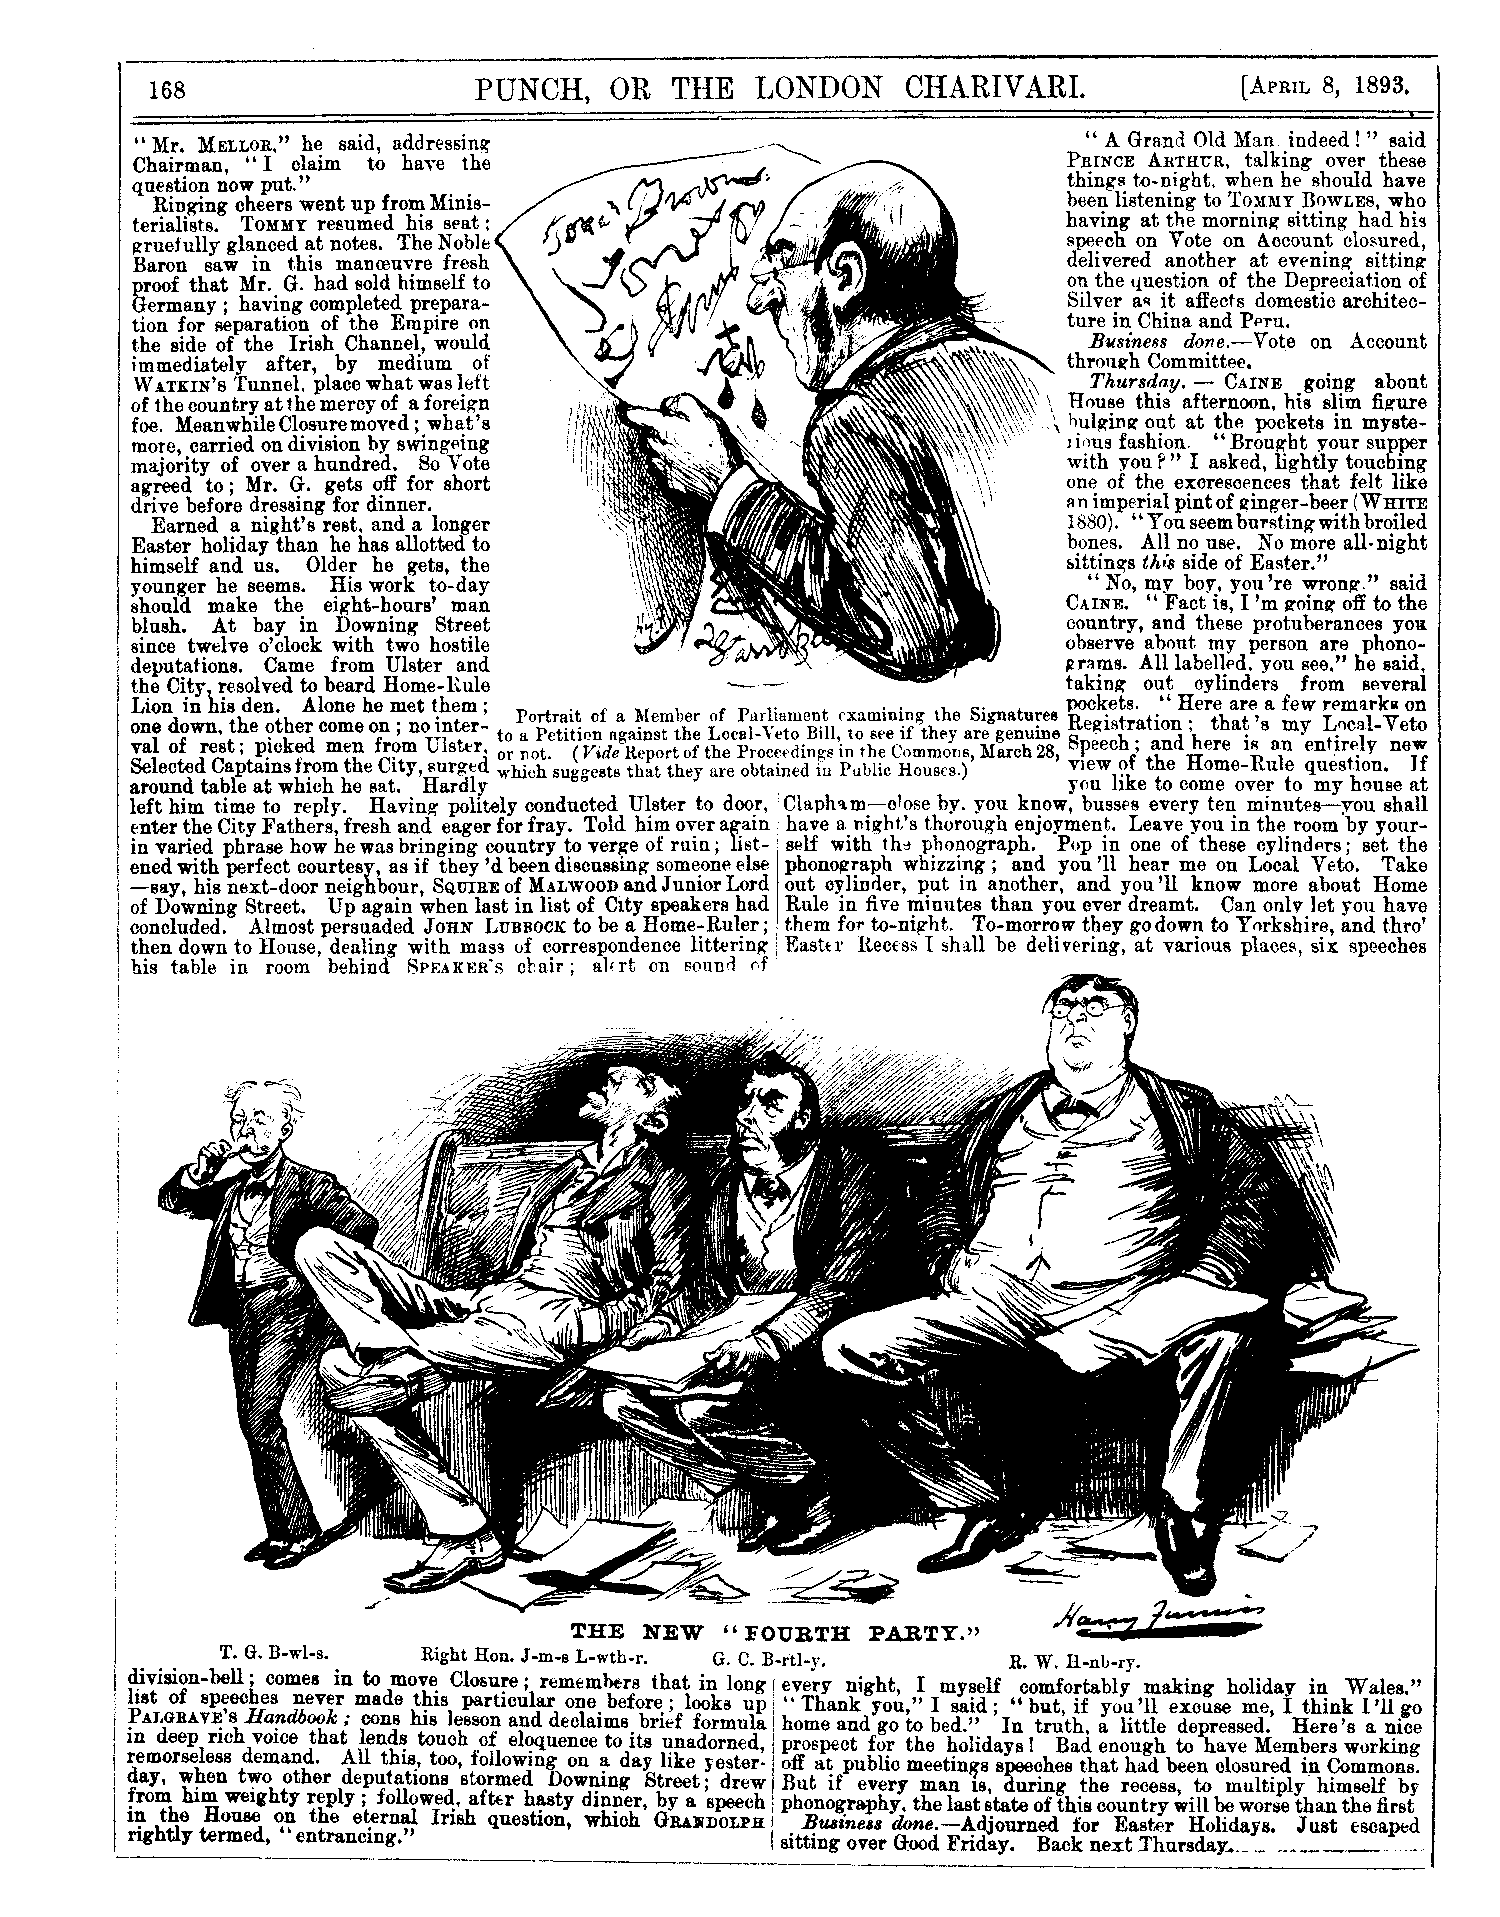 168
PUNCH, OR THE LONDON CHARIVARI.
[APRIL 8, 1893.
"Mr. MELLOR," he said, addressing
Chairman, "I claim to have the
question now put."
Ringing cheers went up from Minis-
terialists. TOMMY resumed his seat;
gruefully glanced at notes. The Noble
Baron saw in this manœuvre fresh
proof that Mr. G. had sold himself to
Germany; having completed prepara-
tion for separation of the Empire on
the side of the Irish Channel, would
immediately after, by medium of
WATKIN'S Tunnel, place what was left
of the country at the mercy of a foreign
foe. Meanwhile Closure moved; what's
more, carried on division by swingeing
majority of over a hundred. So Vote
agreed to; Mr. G. gets off for short
drive before dressing for dinner.
Earned a night's rest, and a longer
Easter holiday than he has allotted to
himself and us. Older he gets, the
younger he seems. His work to-day
should make the eight-hours' man
blush. At bay in Downing Street
since twelve o'clock with two hostile
deputations. Came from Ulster and
the City, resolved to beard Home-Rule
Lion in his den. Alone he met them;
one down, the other come on; no inter-
val of rest; picked men from Ulster,
Selected Captains from the City, surged
around table at which he sat. Hardly
left him time to reply. Having politely conducted Ulster to door,
enter the City Fathers, fresh and eager for fray. Told him over again
in varied phrase how he was bringing country to verge of ruin; list-
ened with perfect courtesy, as if they'd been discussing someone else
—say, his next-door neighbour, SQUIRE of MALWOOD and Junior Lord
of Downing Street. Up again when last in list of City speakers had
concluded. Almost persuaded JOHN LUBBOCK to be a Home-Ruler;
then down to House, dealing with mass of correspondence littering
his table in room behind SPEAKER'S chair; alert on sound of
Brown
Portrait of a Member of Parliament examining the Signatures
to a Petition against the Local-Veto Bill, to see if they are genuine
or not. (Vide Report of the Proceedings in the Commons, March 28,
which suggests that they are obtained in Public Houses.)
"A Grand Old Man indeed!" said
PRINCE ARTHUR, talking over these
things to-night, when he should have
been listening to TOMMY BOWLES, who
having at the morning sitting had his
speech on Vote on Account closured,
delivered another at evening sitting
on the question of the Depreciation of
Silver as it affects domestic architec-
ture in China and Peru.
Business done.—Vote on Account
through Committee.
Thursday. — CAINE going about
House this afternoon, his slim figure
bulging out at the pockets in myste-
rious fashion. "Brought your supper
with you?" I asked, lightly touching
one of the excrescences that felt like
an imperial pint of ginger-beer (WHITE
1880). "You seem bursting with broiled
bones. All no use. No more all-night
sittings this side of Easter."
"No, my boy, you're wrong," said
CAINE. "Fact is, I'm going off to the
country, and these protuberances you
observe about my person are phono-
grams. All labelled, you see," he said,
taking out cylinders from several
pockets. "Here are a few remarks on
Registration; that's my Local-Veto
Speech; and here is an entirely new
view of the Home-Rule question. If
you like to come over to my house at
Clapham—close by, you know, busses every ten minutes—you shall
have a night's thorough enjoyment. Leave you in the room by your-
self with the phonograph. Pop in one of these cylinders; set the
phonograph whizzing; and you'll hear me on Local Veto. Take
out cylinder, put in another, and you'll know more about Home
Rule in five minutes than you ever dreamt. Can only let you have
them for to-night. To-morrow they go down to Yorkshire, and thro'
Easter Recess I shall be delivering, at various places, six speeches
Harry Furniss
THE NEW "FOURTH PARTY."
T. G. B-wl-s.
Right Hon. J-m-s L-wth-r.
G. C. B-rtl-y.
R. W. H-nb-ry.
division-bell; comes in to move Closure; remembers that in long
list of speeches never made this particular one before; looks up
PALGRAVE'S Handbook; cons his lesson and declaims brief formula
in deep rich voice that lends touch of eloquence to its unadorned,
remorseless demand. All this, too, following on a day like yester-
day, when two other deputations stormed Downing Street; drew
from him weighty reply; followed, after hasty dinner, by a speech
in the House on the eternal Irish question, which GRANDOLPH
rightly termed, "entrancing."
every night, I myself comfortably making holiday in Wales."
"Thank you," I said; "but, if you'll excuse me, I think I'll go
home and go to bed." In truth, a little depressed. Here's a nice
prospect for the holidays! Bad enough to have Members working
off at public meetings speeches that had been closured in Commons.
But if every man is, during the recess, to multiply himself by
phonography, the last state of this country will be worse than the first
Business done.—Adjourned for Easter Holidays. Just escaped
sitting over Good Friday. Back next Thursday.